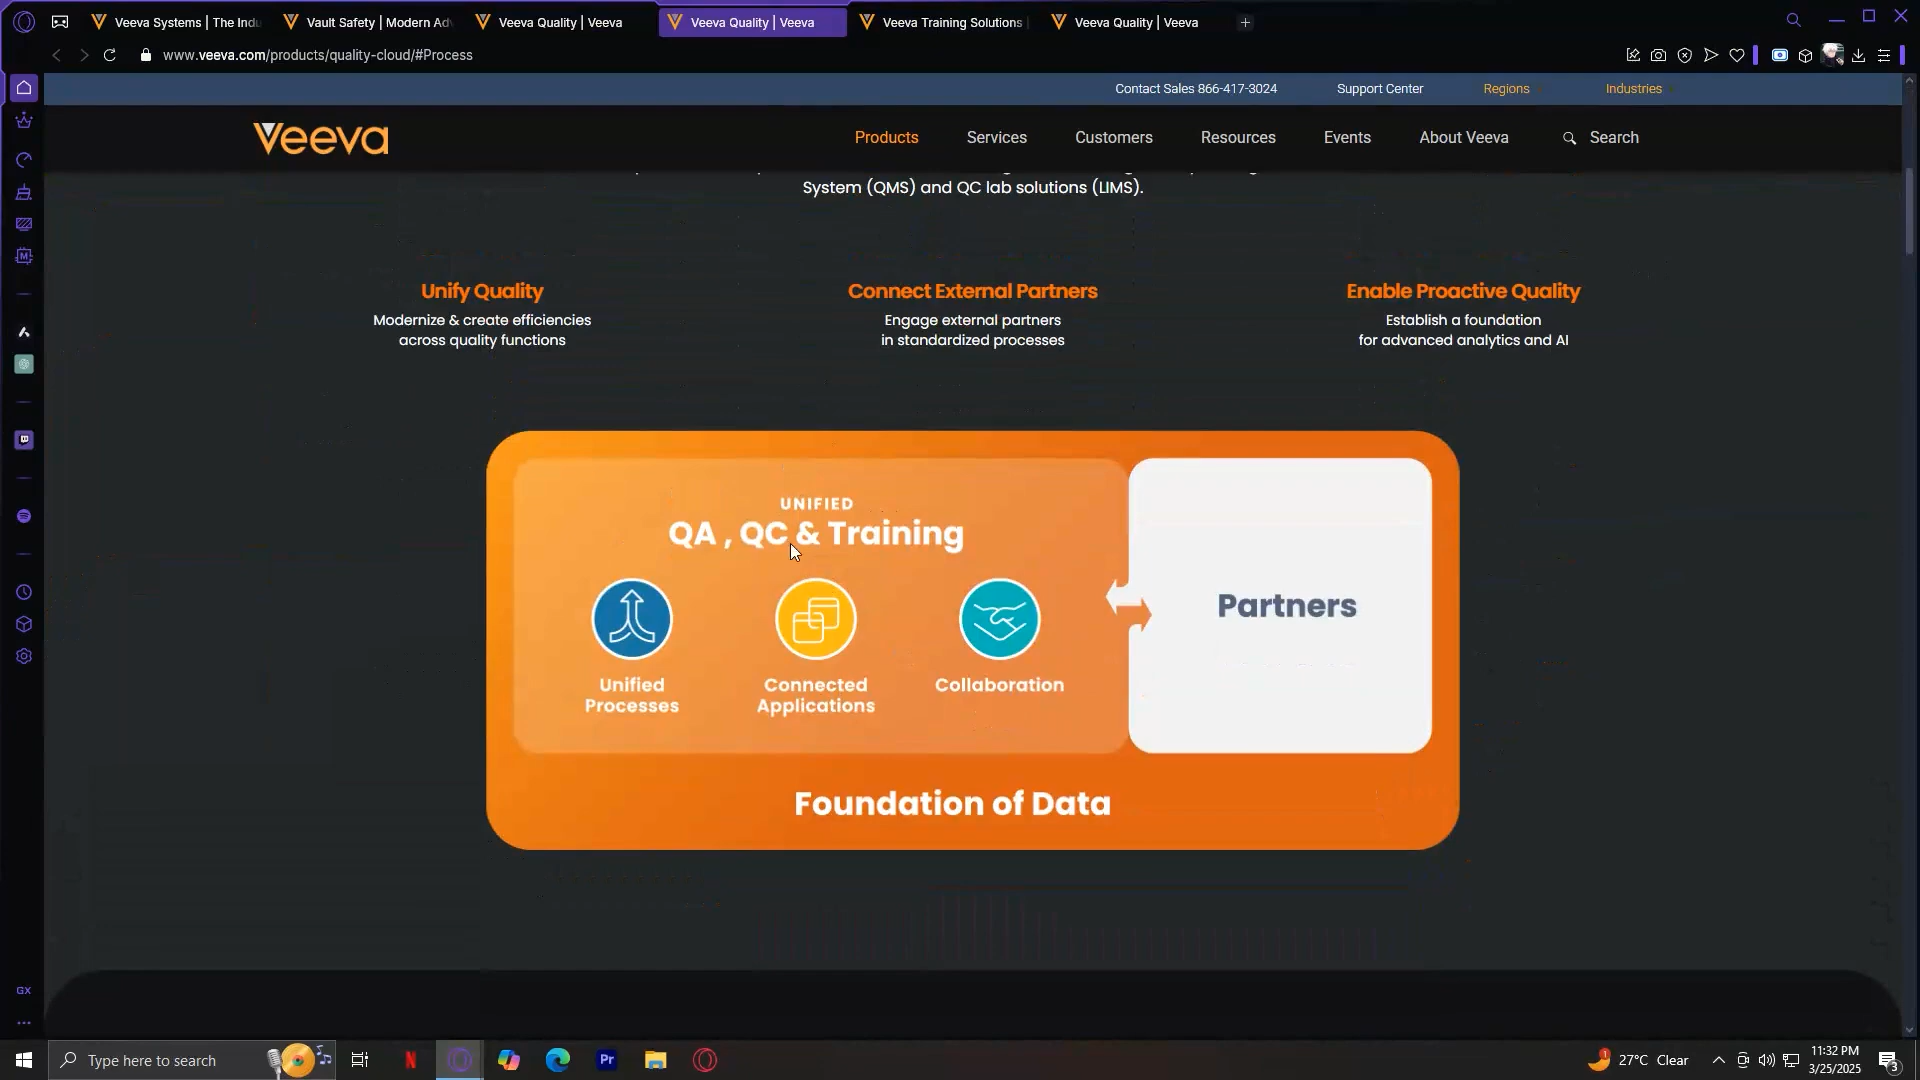 Veeva Systems | The Indu
Vault Safety | Modern Adv
Veeva Quality | Veeva
Veeva Quality | Veeva
Veeva Training Solutions |
Veeva Quality | Veeva
www.veeva.com/products/quality-cloud/#Process
Contact Sales 866-417-3024
Support Center
Regions
Industries
Veeva
Products
Services
Customers
Resources
Events
About Veeva
Search
System (QMS) and QC lab solutions (LIMS).
Unify Quality
Modernize & create efficiencies
across quality functions
Connect External Partners
Engage external partners
in standardized processes
Enable Proactive Quality
Establish a foundation
for advanced analytics and AI
UNIFIED
QA , QC & Training
Unified
Processes
Connected
Applications
Collaboration
Partners
Foundation of Data
GX
Type here to search
Pr
27°C Clear
11:32 PM
3/25/2025
3